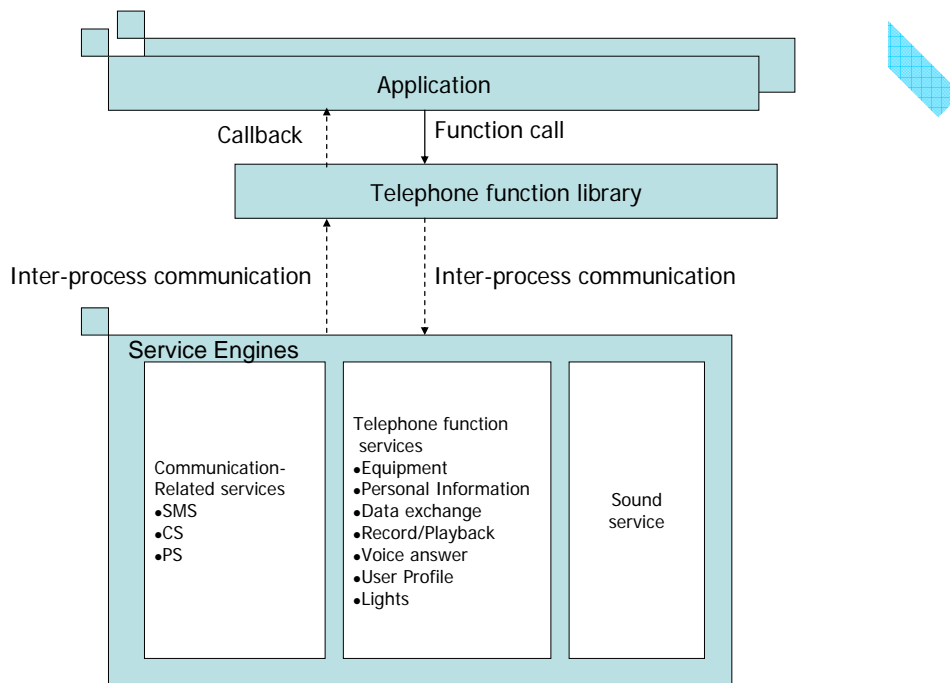 Application
Callback
Function call
Telephone function library
Inter-process communication
Inter-process communication
Service Engines
Communication-
Related services
●SMS
●CS
●PS
Telephone function
services
●Equipment
●Personal Information
●Data exchange
●Record/Playback
●Voice answer
●User Profile
●Lights
Sound
service